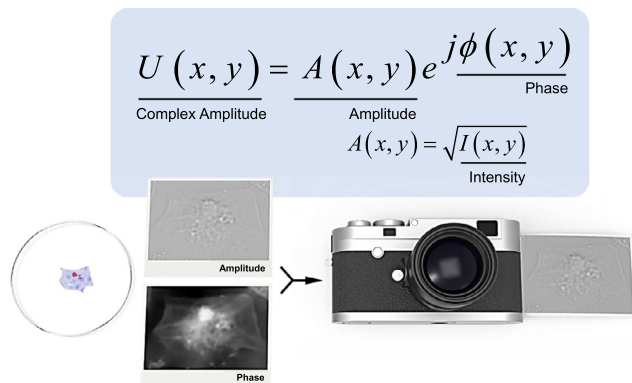 U(x, y) = A(x, y)e^{jϕ(x, y)}
Complex Amplitude Amplitude Phase
A(x, y) = √I(x, y)
Intensity
Amplitude
Phase